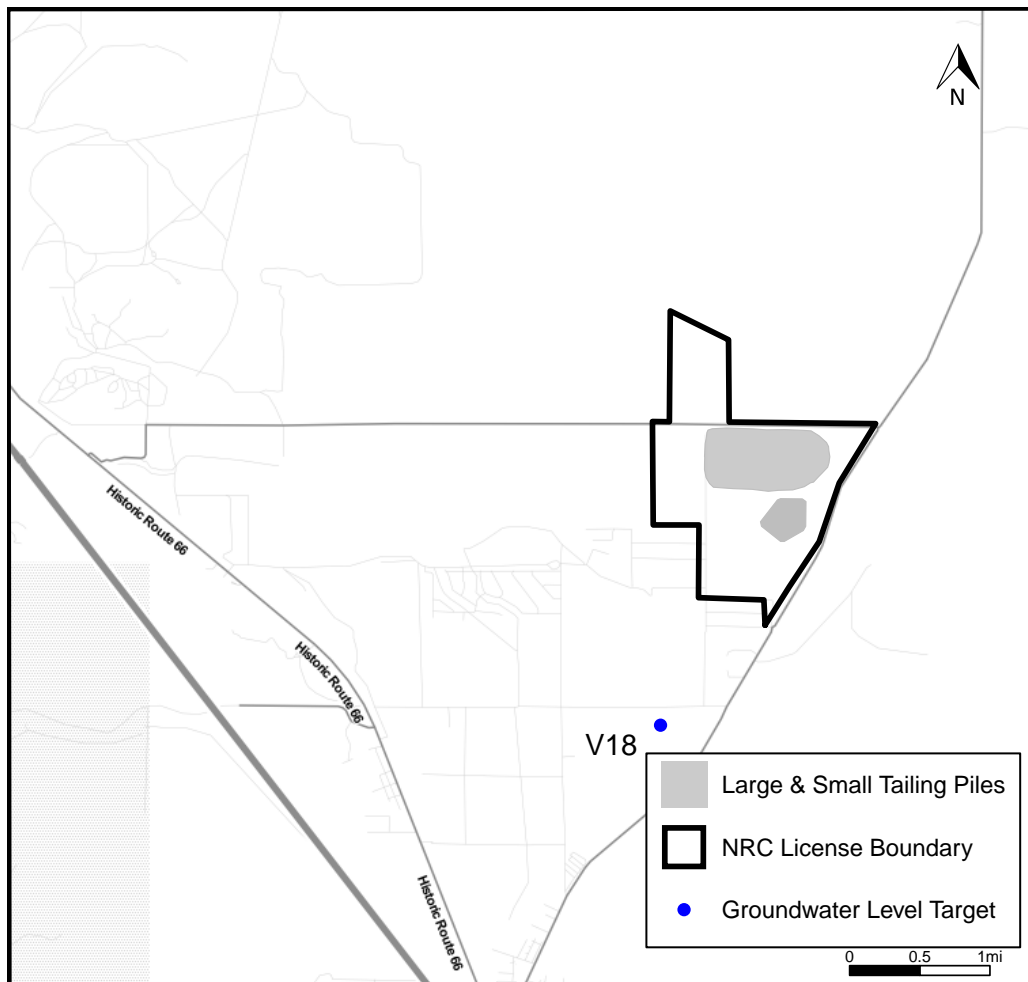 N
Historic Route 66
Historic Route 66
V18
Large & Small Tailing Piles
NRC License Boundary
Historic Route 66
Groundwater Level Target
0 0.5 1mi